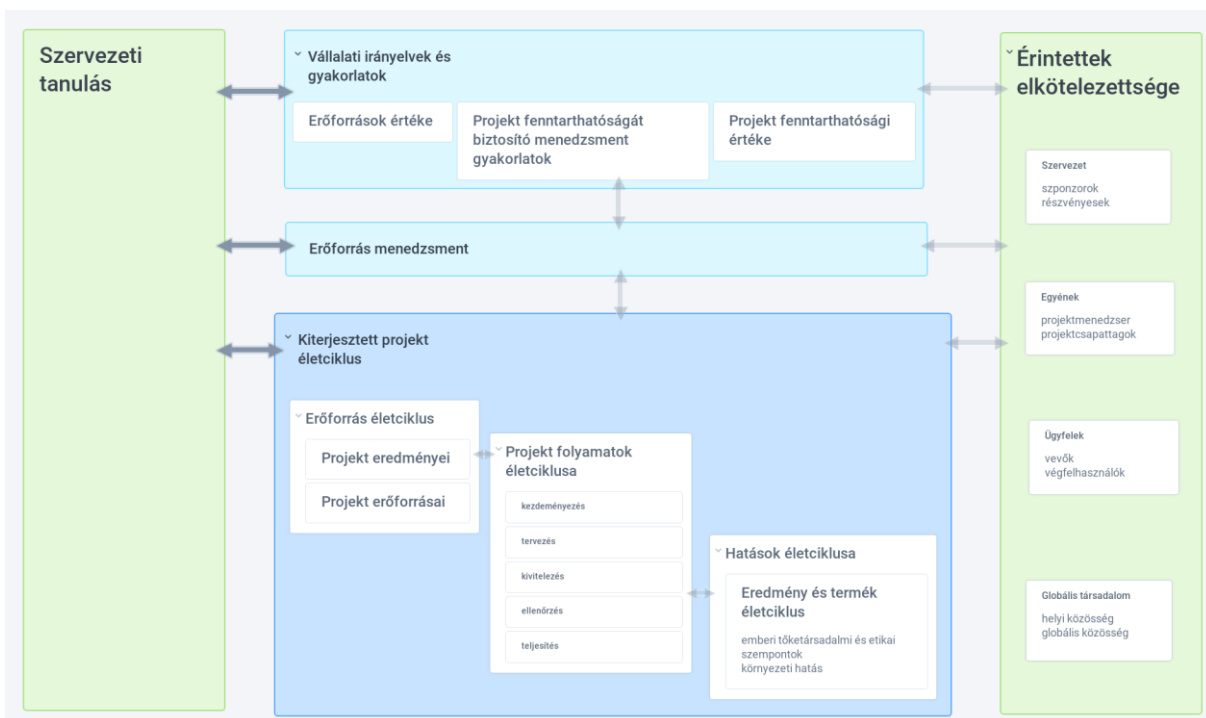 Szervezeti
tanulás
Vállalati irányelvek és
gyakorlatok
Erőforrások értéke
Projekt fenntarthatóságát
biztosító menedzsment
gyakorlatok
Projekt fenntarthatósági
értéke
Erőforrás menedzsment
Kiterjesztett projekt
életciklus
Erőforrás életciklus
Projekt eredményei
Projekt erőforrásai
Projekt folyamatok
életciklusa
kezdeményezés
tervezés
kivitelezés
ellenőrzés
teljesítés
Hatások életciklusa
Eredmény és termék
életciklus
emberi tőketársadalmi és etikai
szempontok
környezeti hatás
Érintettek
elkötelezettsége
Szervezet
szponzorok
részvényesek
Egyének
projektmenedzser
projektcsapattagok
Ügyfelek
vevők
végfelhasználók
Globális társadalom
helyi közösség
globális közösség